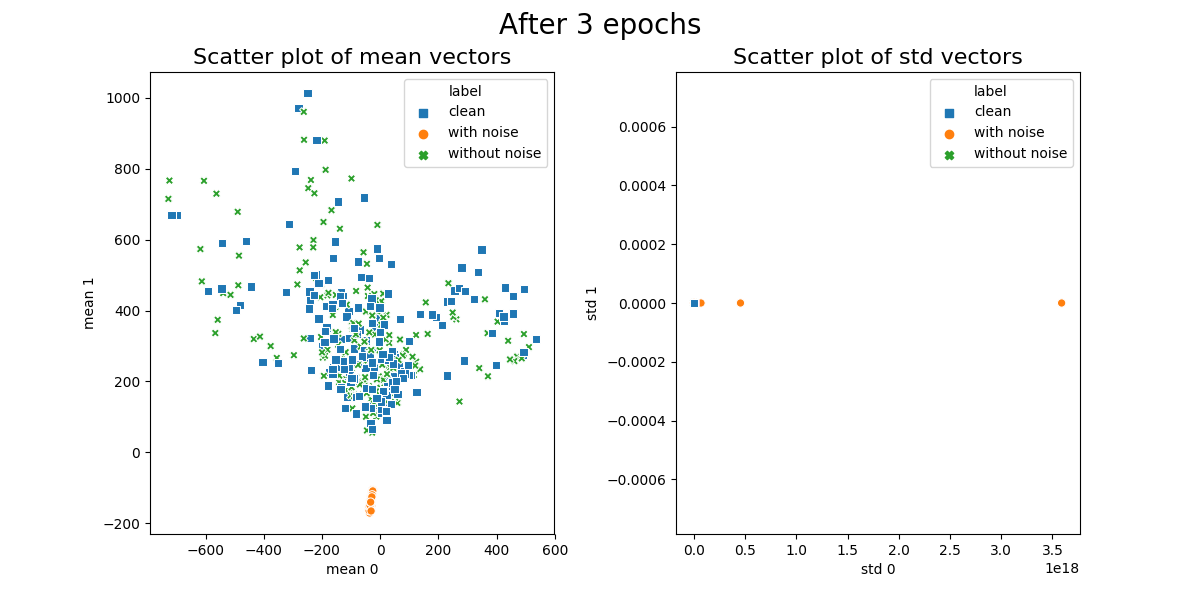 After 3 epochs
Scatter plot of mean vectors
mean 1
1000
800
600
400
200
0
−200
−600
−400
−200
0
200
400
600
mean 0
label
clean
with noise
without noise
Scatter plot of std vectors
std 1
0.0006
0.0004
0.0002
0.0000
−0.0002
−0.0004
−0.0006
0.0
0.5
1.0
1.5
2.0
2.5
3.0
3.5
1e18
std 0
label
clean
with noise
without noise